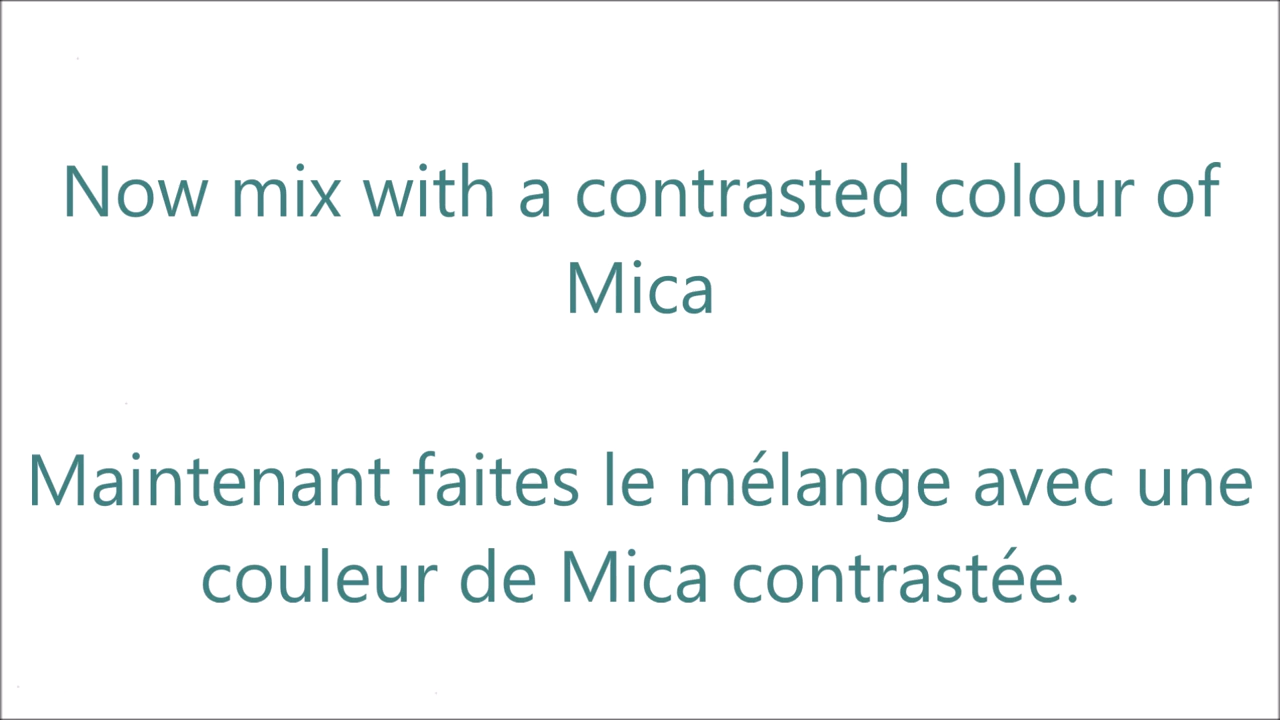 Now mix with a contrasted colour of
Mica
Maintenant faites le mélange avec une
couleur de Mica contrastée.